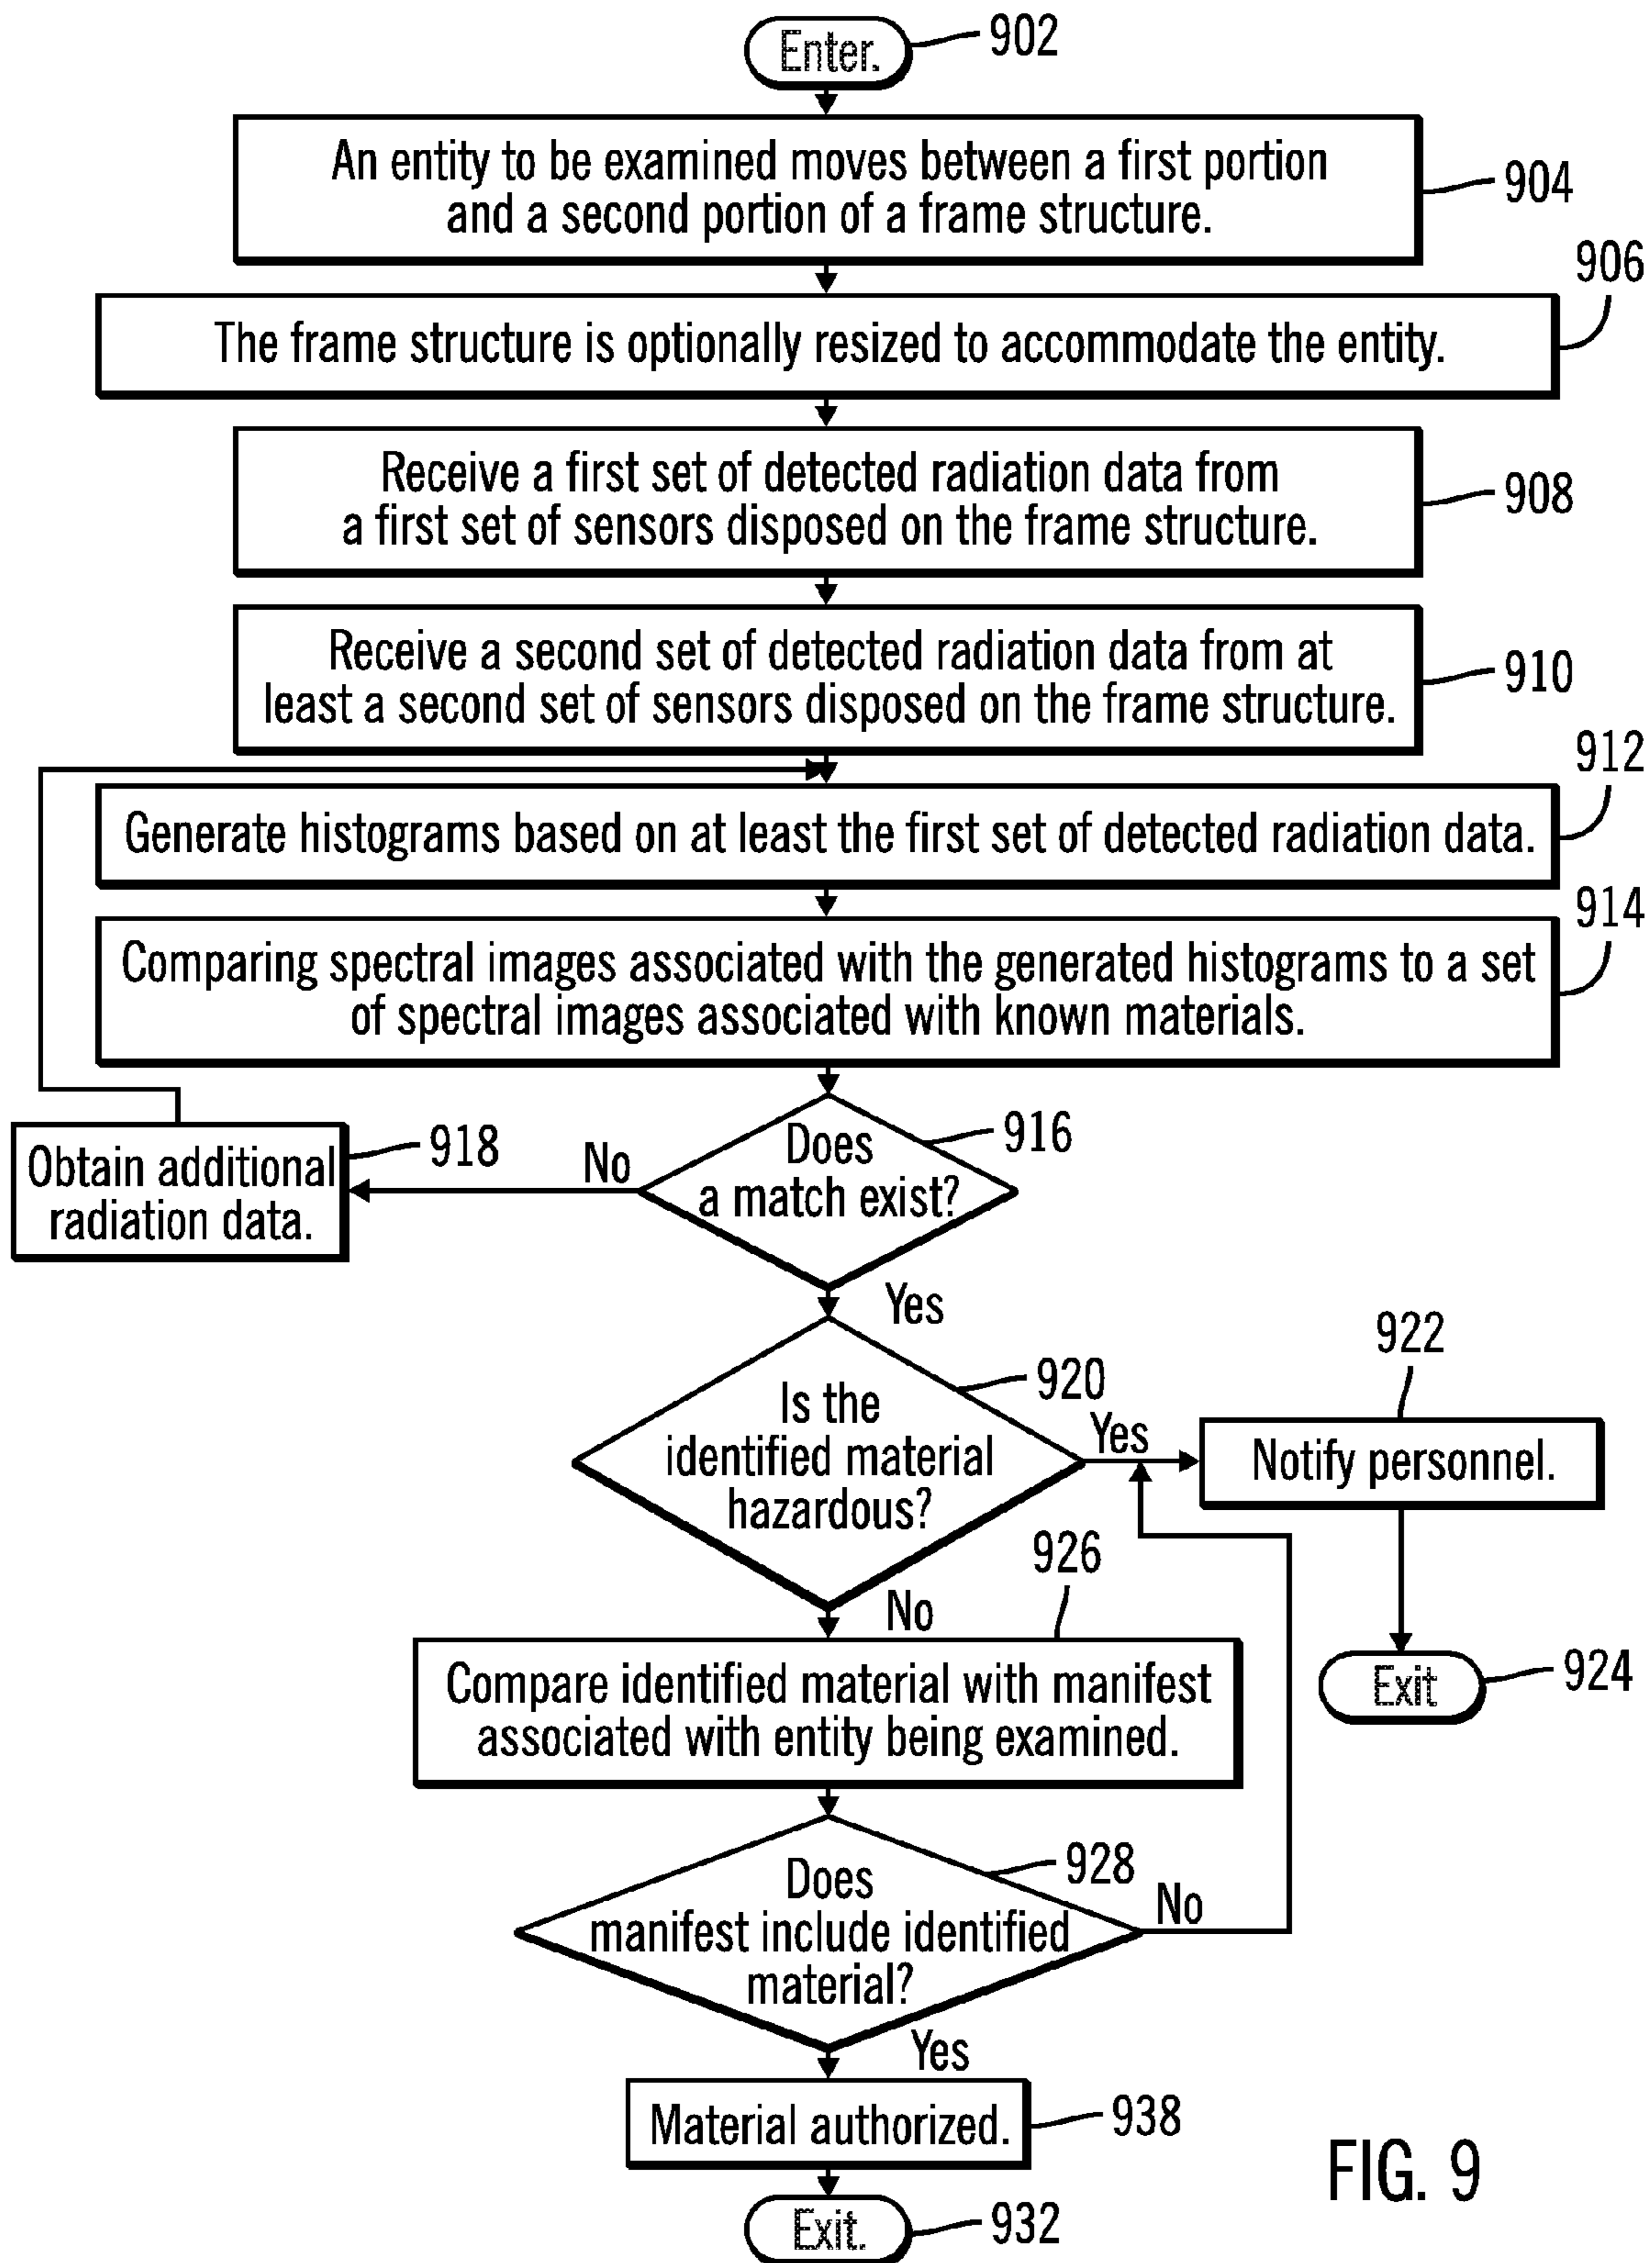 Enter.
902
An entity to be examined moves between a first portion
and a second portion of a frame structure.
904
906
The frame structure is optionally resized to accommodate the entity.
Receive a first set of detected radiation data from
a first set of sensors disposed on the frame structure.
908
Receive a second set of detected radiation data from at
least a second set of sensors disposed on the frame structure.
910
912
Generate histograms based on at least the first set of detected radiation data.
914
Comparing spectral images associated with the generated histograms to a set
of spectral images associated with known materials.
Does
a match exist?
916
No
918
Obtain additional
radiation data.
Yes
920
Is the
identified material
hazardous?
Yes
922
Notify personnel.
No
926
Exit
924
Compare identified material with manifest
associated with entity being examined.
928
Does
manifest include identified
material?
No
Yes
Material authorized.
938
Exit.
932
FIG. 9